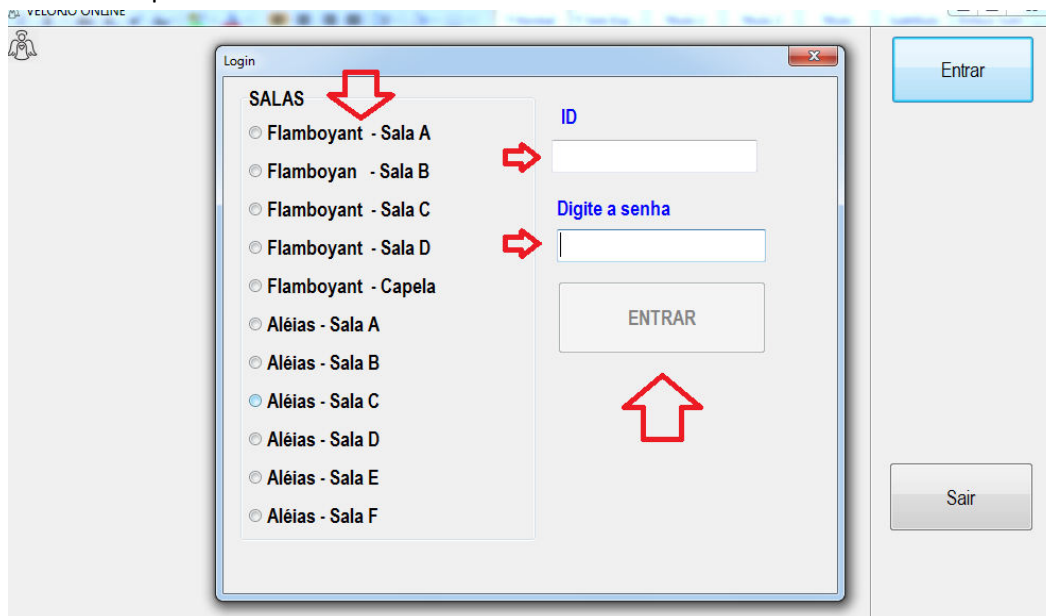 VELORIO ONLINE
Login
SALAS
Flamboyant - Sala A
Flamboyan - Sala B
Flamboyant - Sala C
Flamboyant - Sala D
Flamboyant - Capela
Aléias - Sala A
Aléias - Sala B
Aléias - Sala C
Aléias - Sala D
Aléias - Sala E
Aléias - Sala F
ID
Digite a senha
ENTRAR
Entrar
Sair